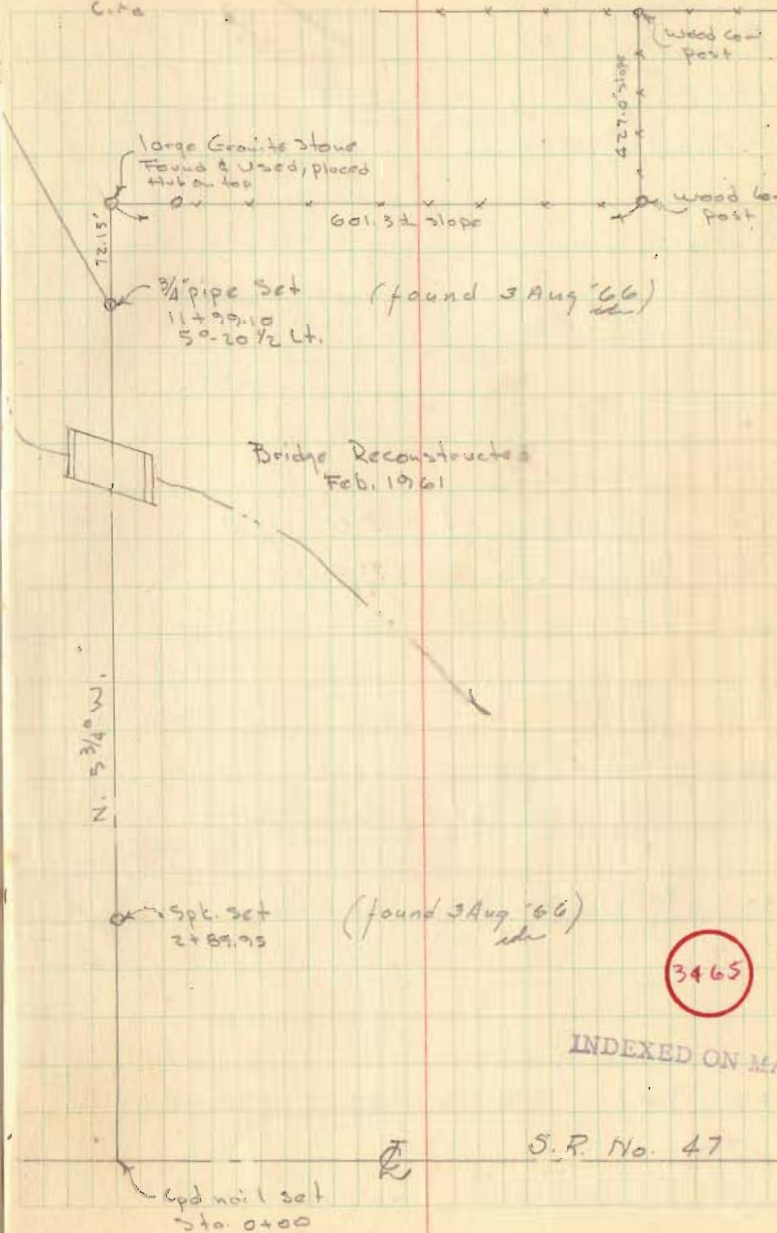 wood cor
post
427.0' slope
large Granite Stone
Found & Used, placed
Hub on top
601.3± slope
wood cor
post
72.15'
3/4" pipe Set
11+99.10
5°-20 1/2 Lt.
(found 3 Aug '66)
Bridge Reconstructed
Feb. 1961
N. 5 3/4° W.
Spk. set
2+89.95
(found 3 Aug '66)
3465
INDEXED ON MA
S.R. No. 47
nail set
Sta. 0+00